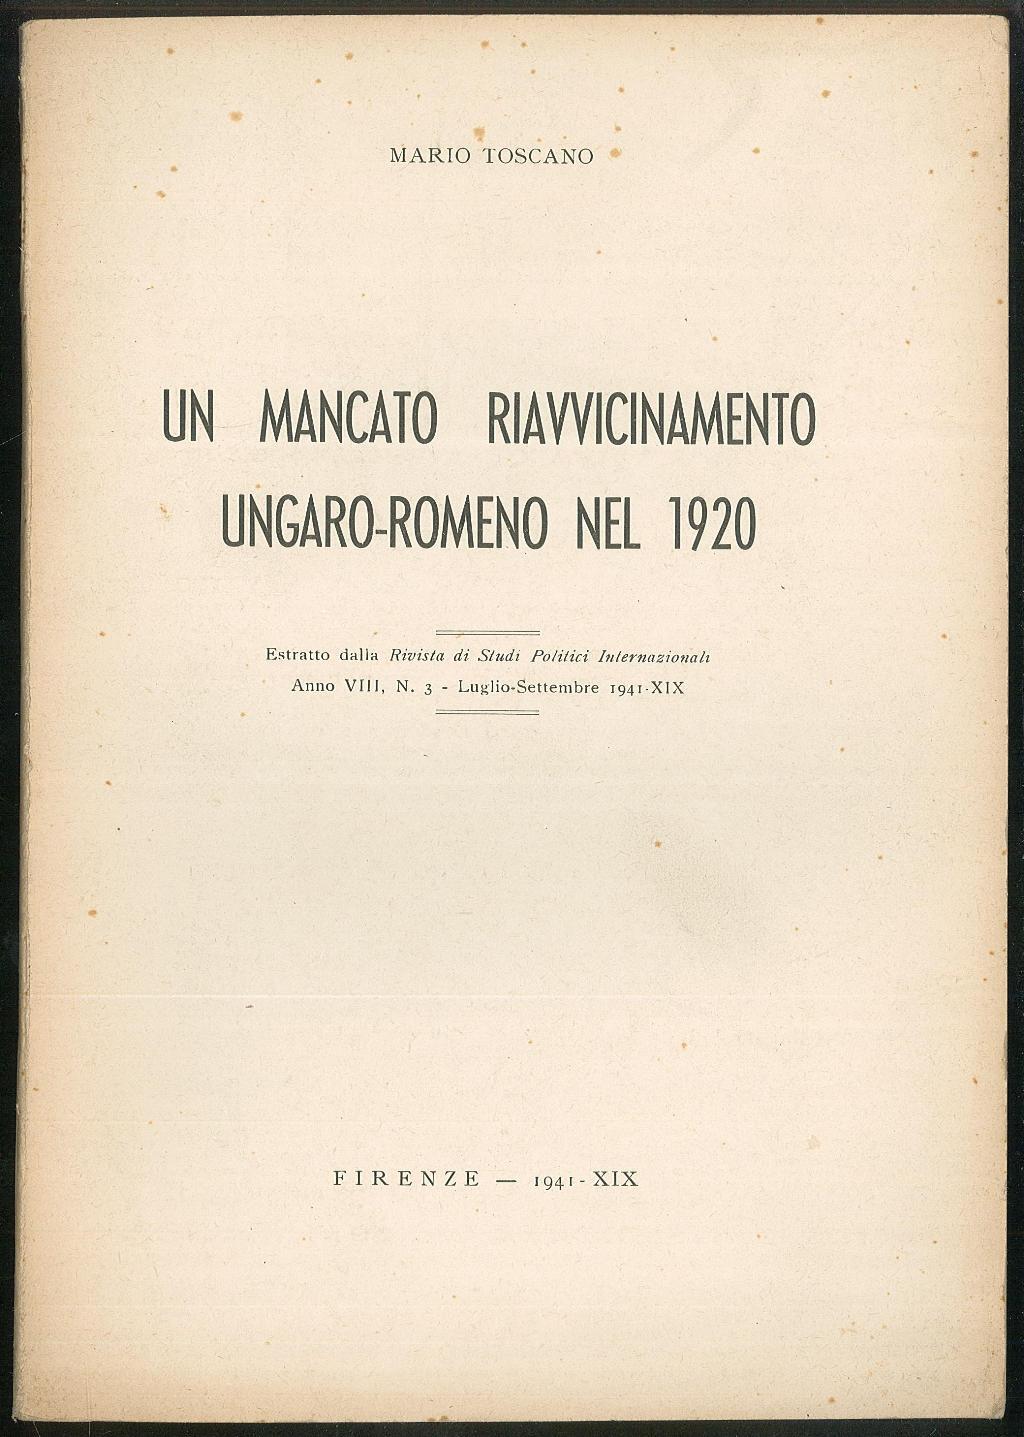 MARIO TOSCANO
UN MANCATO RIAVVICINAMENTO
UNGARO-ROMENO NEL 1920
Estratto dalla Rivista di Studi Politici Internazionali
Anno VIII, N. 3 - Luglio-Settembre 1941-XIX
FIRENZE — 1941-XIX